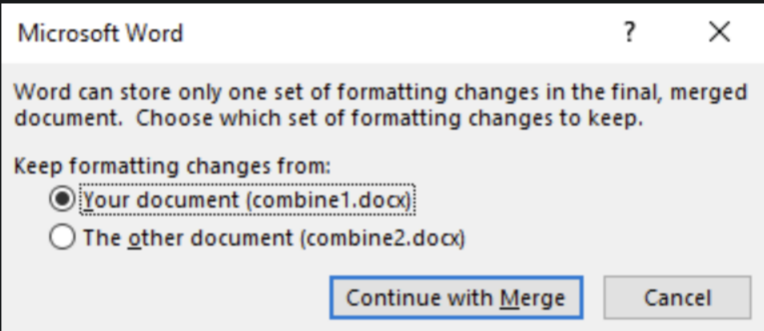 Microsoft Word
?
Word can store only one set of formatting changes in the final, merged
document.  Choose which set of formatting changes to keep.
Keep formatting changes from:
Your document (combine1.docx)
The other document (combine2.docx)
Continue with Merge
Cancel